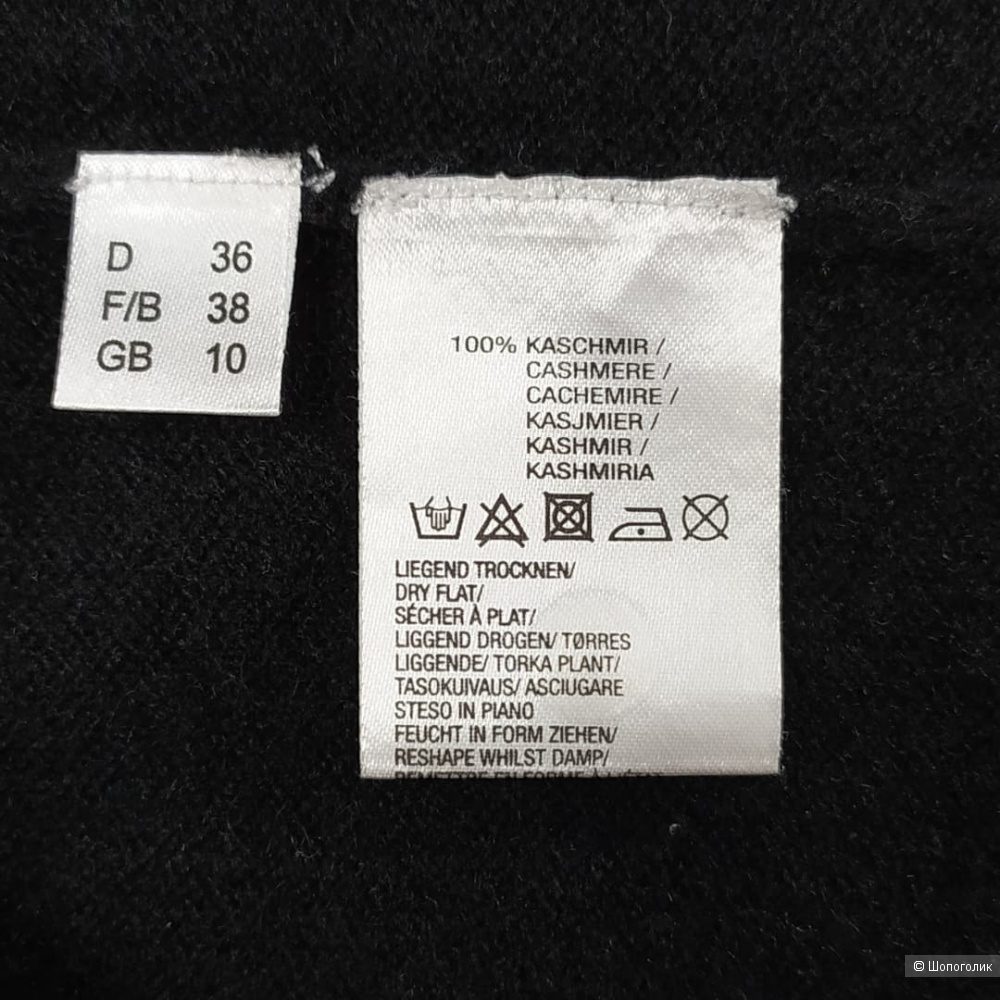 D 36
F/B 38
GB 10
100% KASCHMIR /
CASHMERE /
CACHEMIRE /
KASJMIER /
KASHMIR /
KASHMIRIA
LIEGEND TROCKNEN/
DRY FLAT/
SÉCHER À PLAT/
LIGGEND DROGEN/ TØRRES
LIGGENDE/ TORKA PLANT/
TASOKUIVAUS/ ASCIUGARE
STESO IN PIANO
FEUCHT IN FORM ZIEHEN/
RESHAPE WHILST DAMP/
© Шопоголик